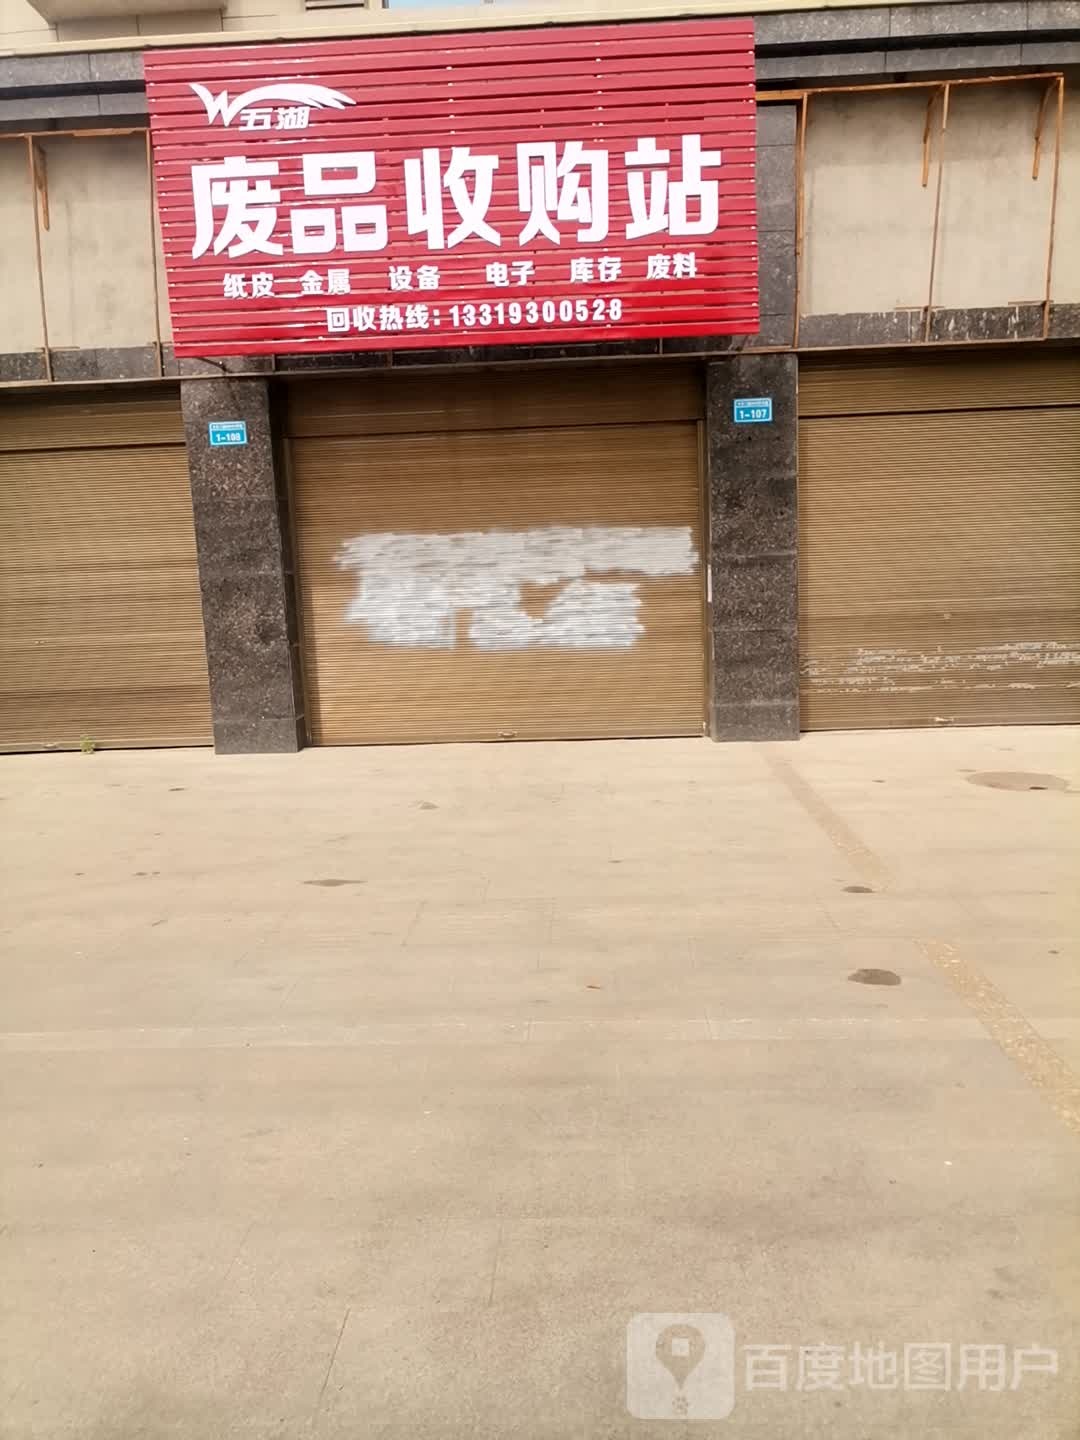 五湖
废品收购站
纸皮 金属 设备 电子 库存 废料
回收热线:13319300528
1-108
1-107
百度地图用户